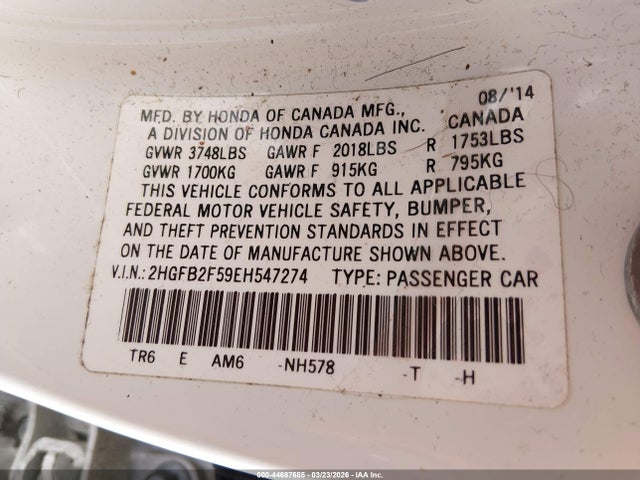 08/'14
MFD. BY HONDA OF CANADA MFG., CANADA
A DIVISION OF HONDA CANADA INC.
GVWR 3748LBS GAWR F 2018LBS R 1753LBS
GVWR 1700KG GAWR F 915KG R 795KG
THIS VEHICLE CONFORMS TO ALL APPLICABLE
FEDERAL MOTOR VEHICLE SAFETY, BUMPER,
AND THEFT PREVENTION STANDARDS IN EFFECT
ON THE DATE OF MANUFACTURE SHOWN ABOVE.
V.I.N.: 2HGFB2F59EH547274 TYPE: PASSENGER CAR
TR6 E AM6 -NH578 -T -H
000-44687665 | 03/23/2026 | IAA Inc.